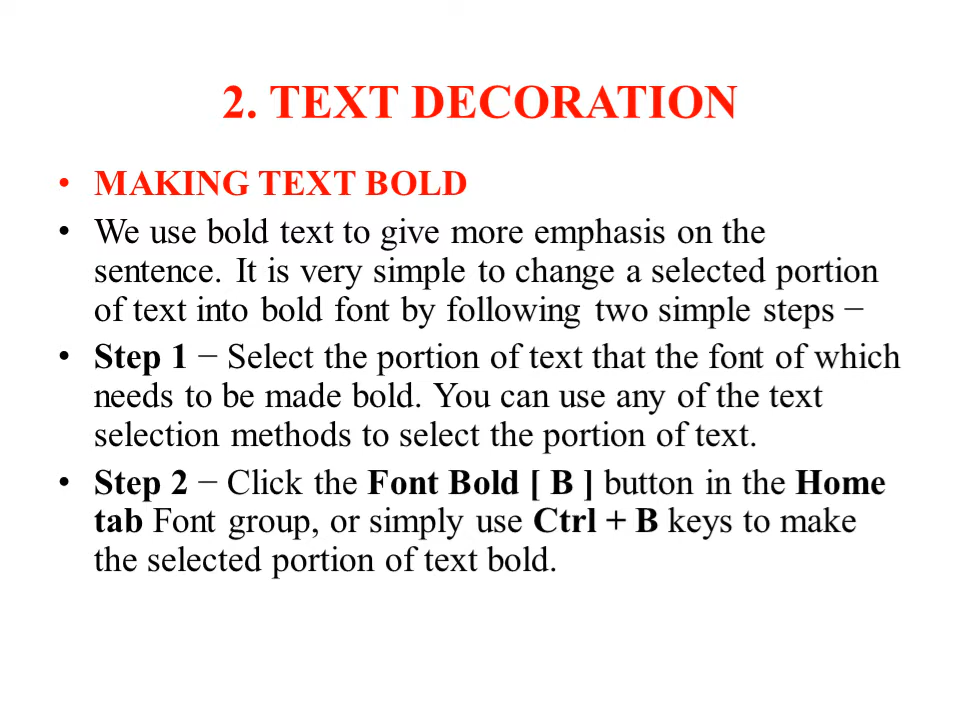 2. TEXT DECORATION
• MAKING TEXT BOLD
• We use bold text to give more emphasis on the
sentence. It is very simple to change a selected portion
of text into bold font by following two simple steps −
• Step 1 − Select the portion of text that the font of which
needs to be made bold. You can use any of the text
selection methods to select the portion of text.
• Step 2 − Click the Font Bold [ B ] button in the Home
tab Font group, or simply use Ctrl + B keys to make
the selected portion of text bold.